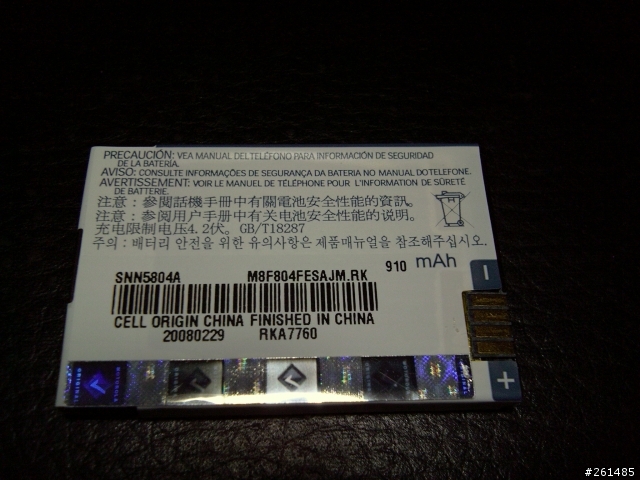 PRECAUCIÓN: VEA MANUAL DEL TELÉFONO PARA INFORMACIÓN DE SEGURIDAD
DE LA BATERÍA.
AVISO: CONSULTE INFORMAÇÕES DE SEGURANÇA DA BATERIA NO MANUAL DO TELEFONE.
AVERTISSEMENT: VOIR LE MANUEL DE TÉLÉPHONE POUR L'INFORMATION DE SÛRETÉ
DE BATTERIE.
注意：參閱話機手冊中有關電池安全性能的資訊.
注意：参阅用户手册中有关电池安全性能的说明.
充电限制电压4.2伏. GB/T18287
주의 : 배터리 안전을 위한 유의사항은 제품매뉴얼을 참조해주십시오.
910 mAh
SNN5804A M8F804FESAJM.RK
CELL ORIGIN CHINA FINISHED IN CHINA
20080229 RKA7760
−
+
#261485